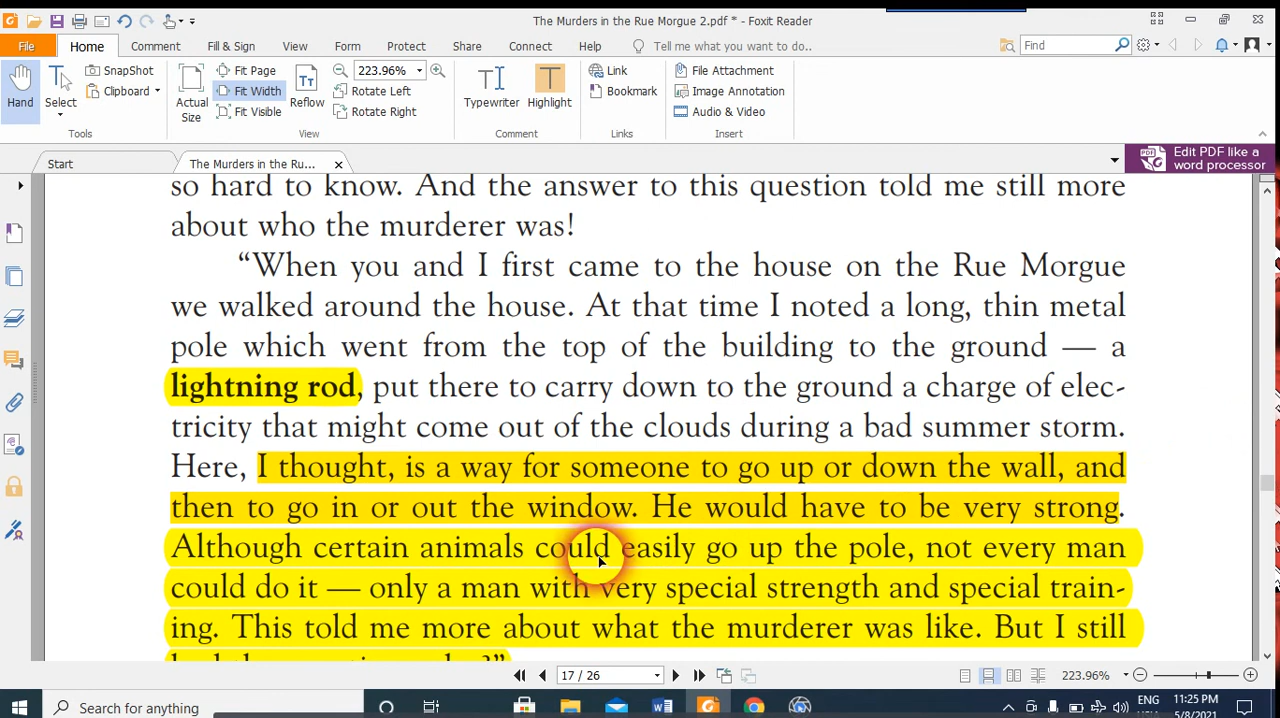 The Murders in the Rue Morgue 2.pdf * - Foxit Reader
File Home Comment Fill & Sign View Form Protect Share Connect Help Tell me what you want to do.. Find
Hand
Select
SnapShot
Clipboard
Tools
Actual
Size
Fit Page
Fit Width
Fit Visible
Reflow
223.96%
Rotate Left
Rotate Right
View
Typewriter
Highlight
Comment
Link
Bookmark
Links
File Attachment
Image Annotation
Audio & Video
Insert
Start
The Murders in the Ru...
Edit PDF like a
word processor
so hard to know. And the answer to this question told me still more
about who the murderer was!
“When you and I first came to the house on the Rue Morgue
we walked around the house. At that time I noted a long, thin metal
pole which went from the top of the building to the ground — a
lightning rod, put there to carry down to the ground a charge of elec-
tricity that might come out of the clouds during a bad summer storm.
Here, I thought, is a way for someone to go up or down the wall, and
then to go in or out the window. He would have to be very strong.
Although certain animals could easily go up the pole, not every man
could do it — only a man with very special strength and special train-
ing. This told me more about what the murderer was like. But I still
17 / 26
223.96%
Search for anything
ENG
11:25 PM
5/8/2021